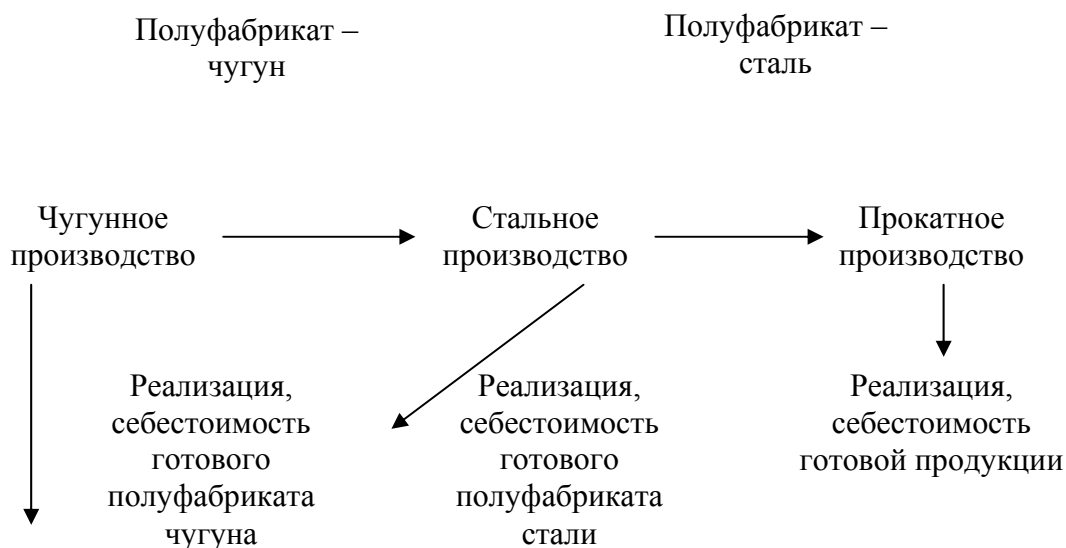 Полуфабрикат –
чугун
Полуфабрикат –
сталь
Чугунное
производство
Стальное
производство
Прокатное
производство
Реализация,
себестоимость
готового
полуфабриката
чугуна
Реализация,
себестоимость
готового
полуфабриката
стали
Реализация,
себестоимость
готовой продукции